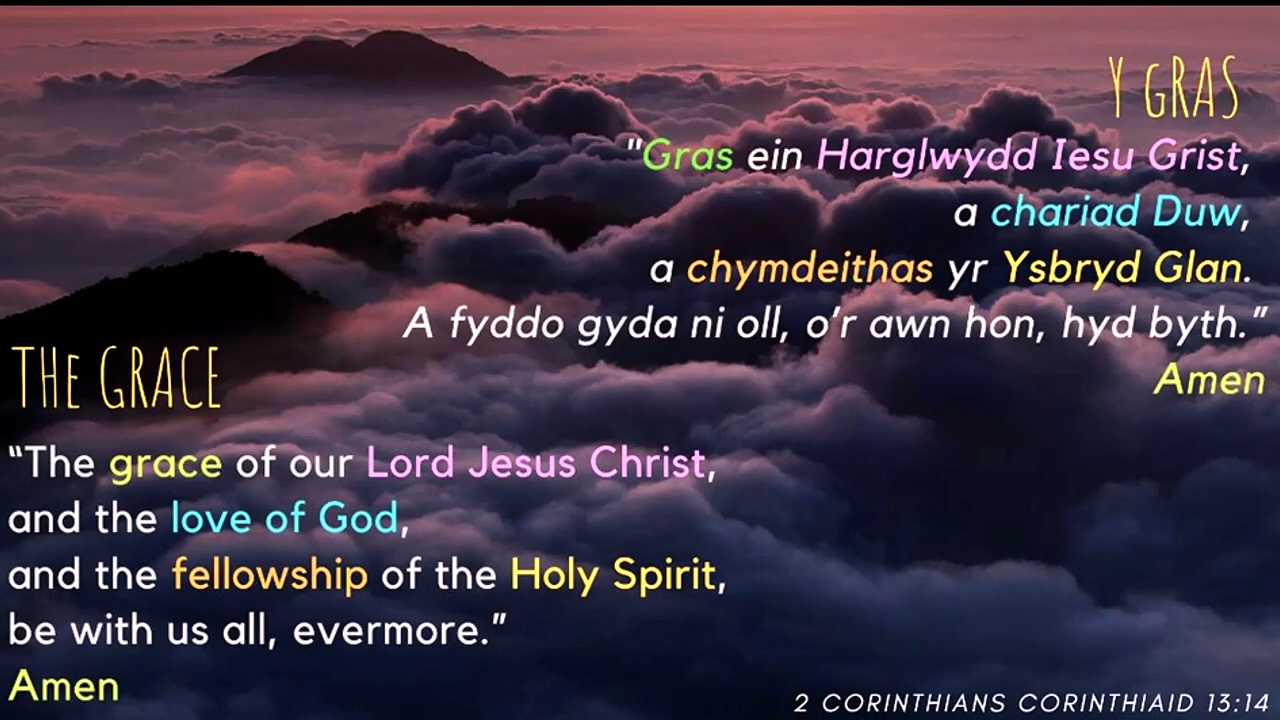 Y GRAS
"Gras ein Harglwydd Iesu Grist,
a chariad Duw,
a chymdeithas yr Ysbryd Glan.
A fyddo gyda ni oll, o’r awn hon, hyd byth.”
Amen
THe GRACE
“The grace of our Lord Jesus Christ,
and the love of God,
and the fellowship of the Holy Spirit,
be with us all, evermore.”
Amen
2 CORINTHIANS CORINTHIAID 13:14